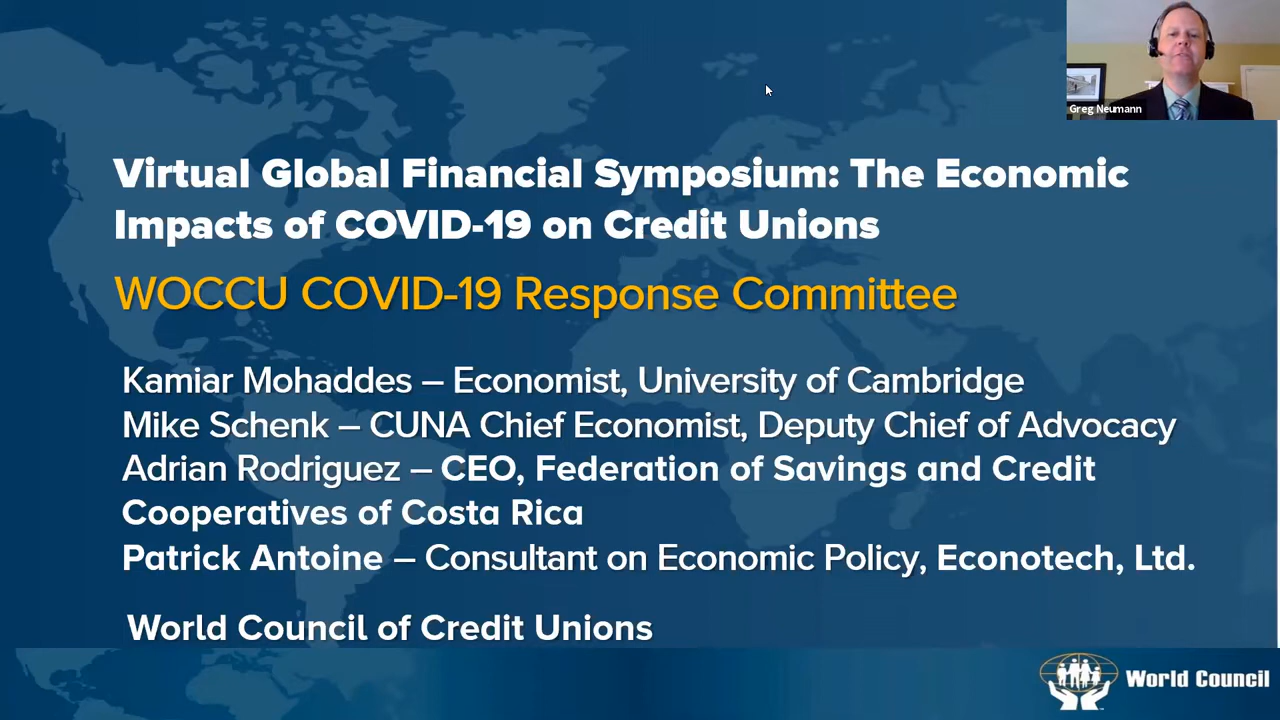 Greg Neumann
Virtual Global Financial Symposium: The Economic
Impacts of COVID-19 on Credit Unions
WOCCU COVID-19 Response Committee
Kamiar Mohaddes – Economist, University of Cambridge
Mike Schenk – CUNA Chief Economist, Deputy Chief of Advocacy
Adrian Rodriguez – CEO, Federation of Savings and Credit
Cooperatives of Costa Rica
Patrick Antoine – Consultant on Economic Policy, Econotech, Ltd.
World Council of Credit Unions
World Council